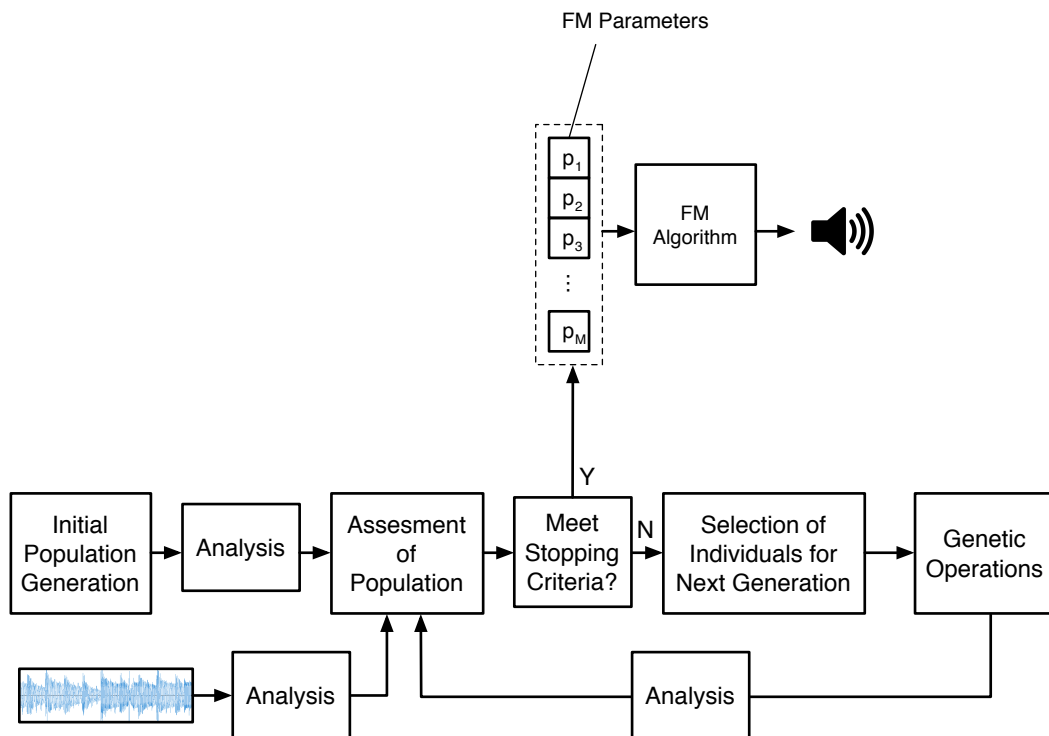 FM Parameters
p1
p2
p3
⋮
pM
FM
Algorithm
Y
Initial
Population
Generation
Analysis
Assesment
of
Population
Meet
Stopping
Criteria?
N
Selection of
Individuals for
Next Generation
Genetic
Operations
Analysis
Analysis